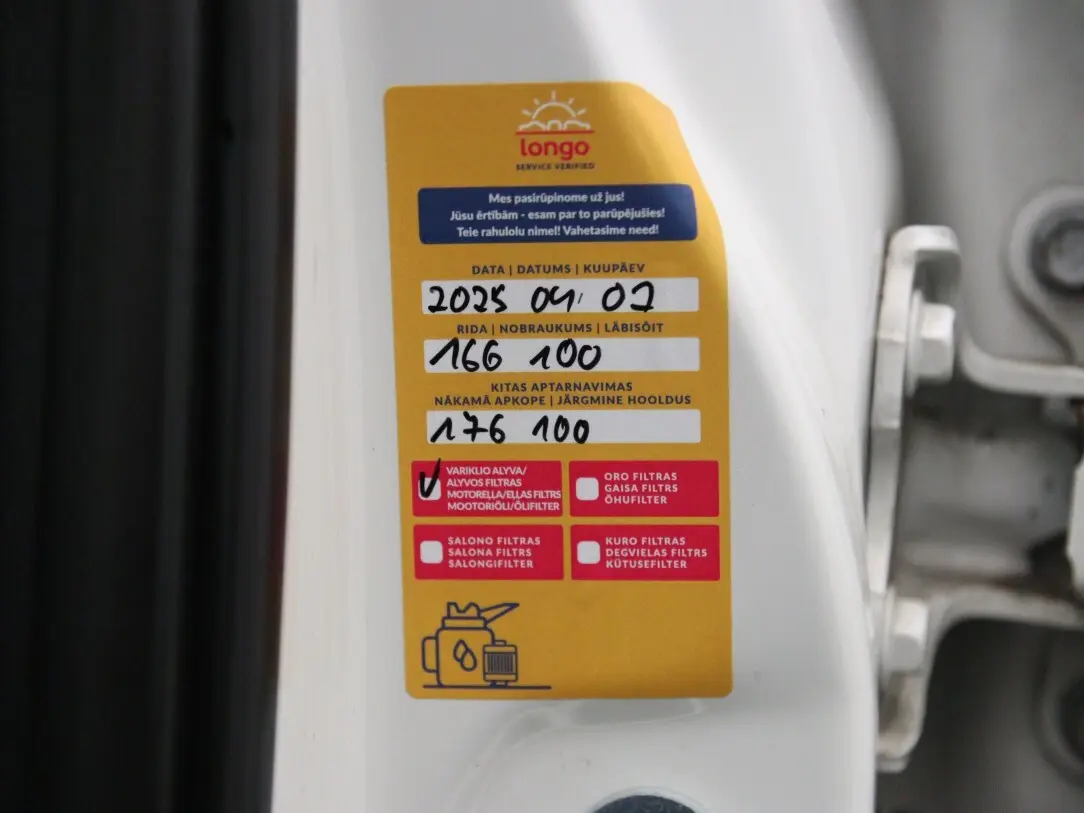 longo
SERVICE VERIFIED
Mes pasirūpinome už jus!
Jūsu ērtībām - esam par to parūpējušies!
Teie rahulolu nimel! Vahetasime need!
DATA | DATUMS | KUUPÄEV
2025 04 02
RIDA | NOBRAUKUMS | LÄBISÕIT
166 100
KITAS APTARNAVIMAS
NĀKAMĀ APKOPE | JÄRGMINE HOOLDUS
176 100
VARIKLIO ALYVA/
ALYVOS FILTRAS
MOTOREĻĻA/EĻĻAS FILTRS
MOOTORIÕLI/ÕLIFILTER
ORO FILTRAS
GAISA FILTRS
ÕHUFILTER
SALONO FILTRAS
SALONA FILTRS
SALONGIFILTER
KURO FILTRAS
DEGVIELAS FILTRS
KÜTUSEFILTER